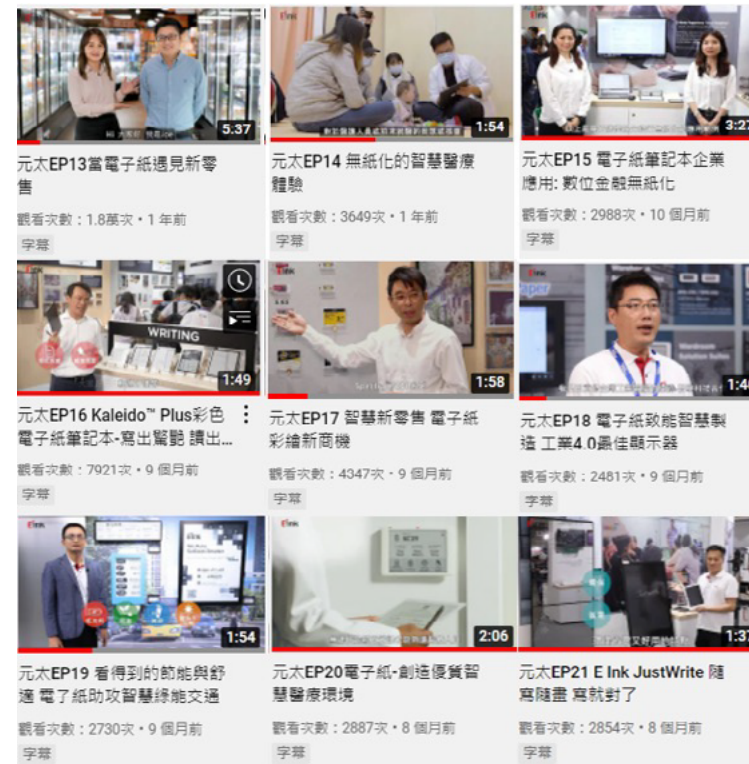 5:37
元太EP13當電子紙遇見新零
售
觀看次數：1.8萬次・1 年前
字幕
1:54
元太EP14 無紙化的智慧醫療
體驗
觀看次數：3649次・1 年前
字幕
3:27
元太EP15 電子紙筆記本企業
應用: 數位金融無紙化
觀看次數：2988次・10 個月前
字幕
WRITING
1:49
元太EP16 Kaleido™ Plus彩色
電子紙筆記本-寫出驚艷 讀出...
觀看次數：7921次・9 個月前
字幕
1:58
元太EP17 智慧新零售 電子紙
彩繪新商機
觀看次數：4347次・9 個月前
字幕
元太EP18 電子紙致能智慧製
造 工業4.0最佳顯示器
觀看次數：2481次・9 個月前
字幕
1:54
元太EP19 看得到的節能與舒
適 電了紙助攻智慧綠能交通
觀看次數：2730次・9 個月前
字幕
2:06
元太EP20電子紙-創造優質智
慧醫療環境
觀看次數：2887次・8 個月前
字幕
1:37
元太EP21 E Ink JustWrite 隨
寫隨畫 寫就對了
觀看次數：2854次・8 個月前
字幕